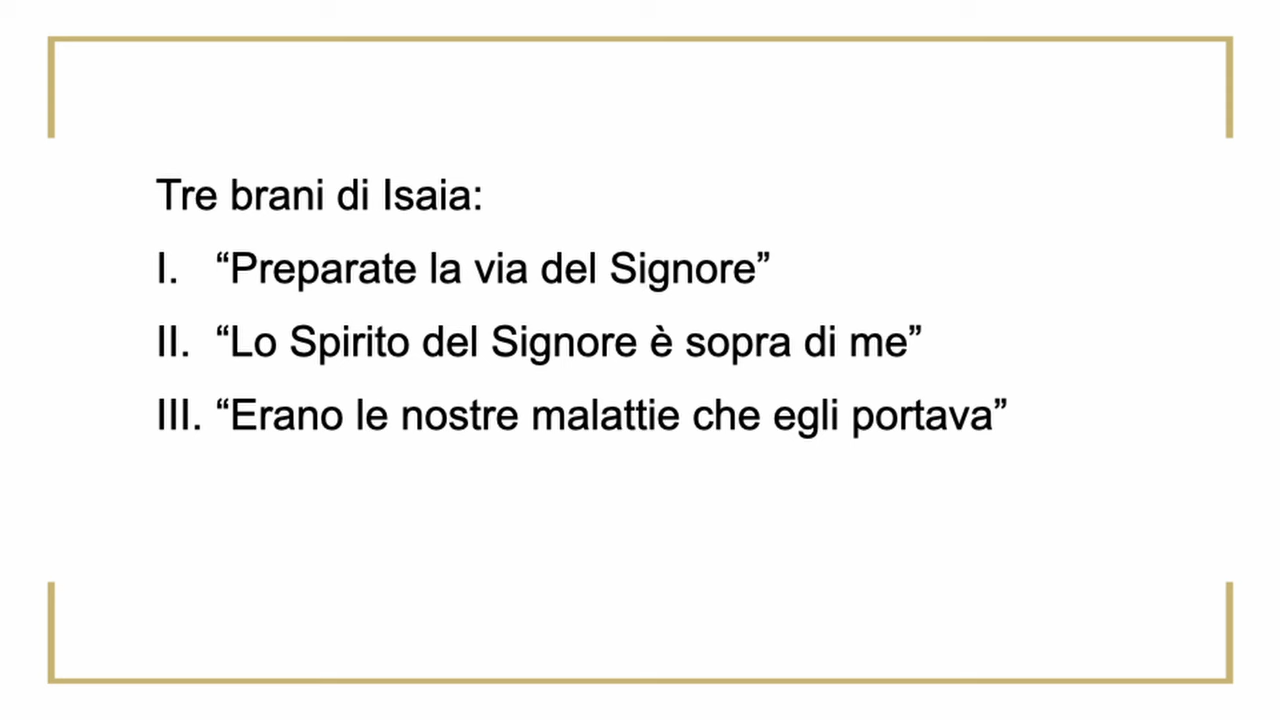 Tre brani di Isaia:
I. “Preparate la via del Signore”
II. “Lo Spirito del Signore è sopra di me”
III. “Erano le nostre malattie che egli portava”